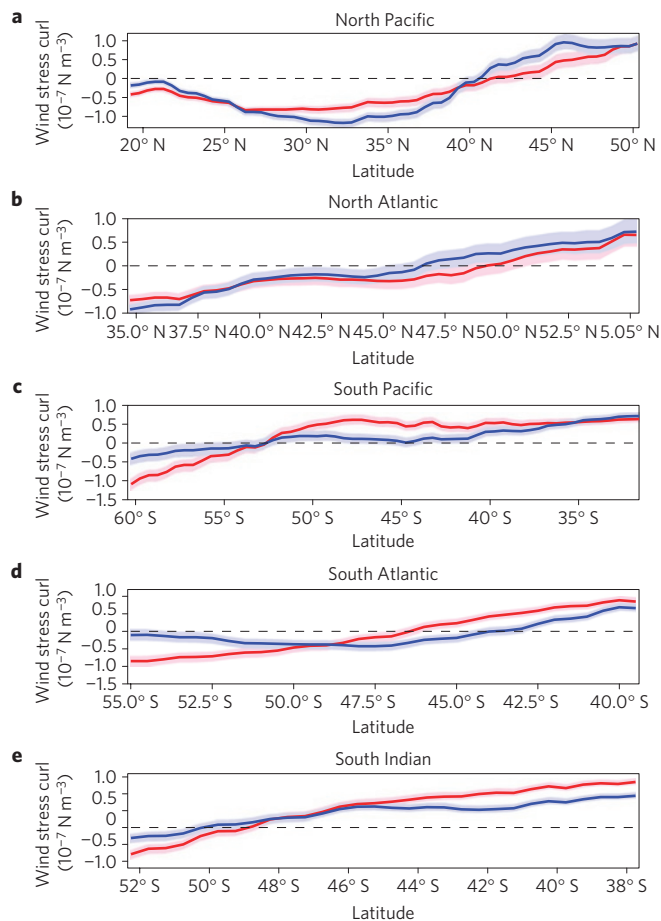 a North Pacific
Wind stress curl
(10⁻⁷ N m⁻³)
1.0
0.5
0
−0.5
−1.0
20° N 25° N 30° N 35° N 40° N 45° N 50° N
Latitude
b North Atlantic
Wind stress curl
(10⁻⁷ N m⁻³)
1.0
0.5
0
−0.5
−1.0
35.0° N 37.5° N 40.0° N 42.5° N 45.0° N 47.5° N 50.0° N 52.5° N 5.05° N
Latitude
c South Pacific
Wind stress curl
(10⁻⁷ N m⁻³)
1.0
0.5
0
−0.5
−1.0
−1.5
60° S 55° S 50° S 45° S 40° S 35° S
Latitude
d South Atlantic
Wind stress curl
(10⁻⁷ N m⁻³)
1.0
0.5
0
−0.5
−1.0
−1.5
55.0° S 52.5° S 50.0° S 47.5° S 45.0° S 42.5° S 40.0° S
Latitude
e South Indian
Wind stress curl
(10⁻⁷ N m⁻³)
1.0
0.5
0
−0.5
−1.0
52° S 50° S 48° S 46° S 44° S 42° S 40° S 38° S
Latitude